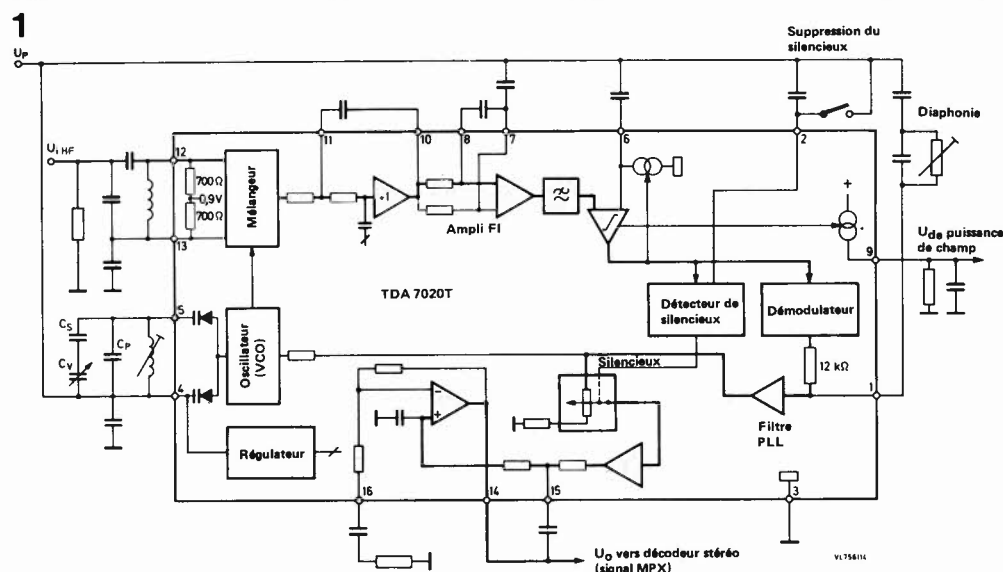 1
Suppression du
silencieux
UP
Diaphonie
11
10
8
7
6
2
Ui HF
12
700 Ω
0,9V
700 Ω
13
Mélangeur
+1
Ampli FI
+
9
Ude puissance
de champ
TDA 7020T
Détecteur de
silencieux
Démodulateur
5
CS
CP
CV
4
Oscillateur
(VCO)
Silencieux
12 kΩ
1
−
+
Filtre
PLL
Régulateur
16
14
15
3
Uo vers décodeur stéréo
(signal MPX)
VL756114